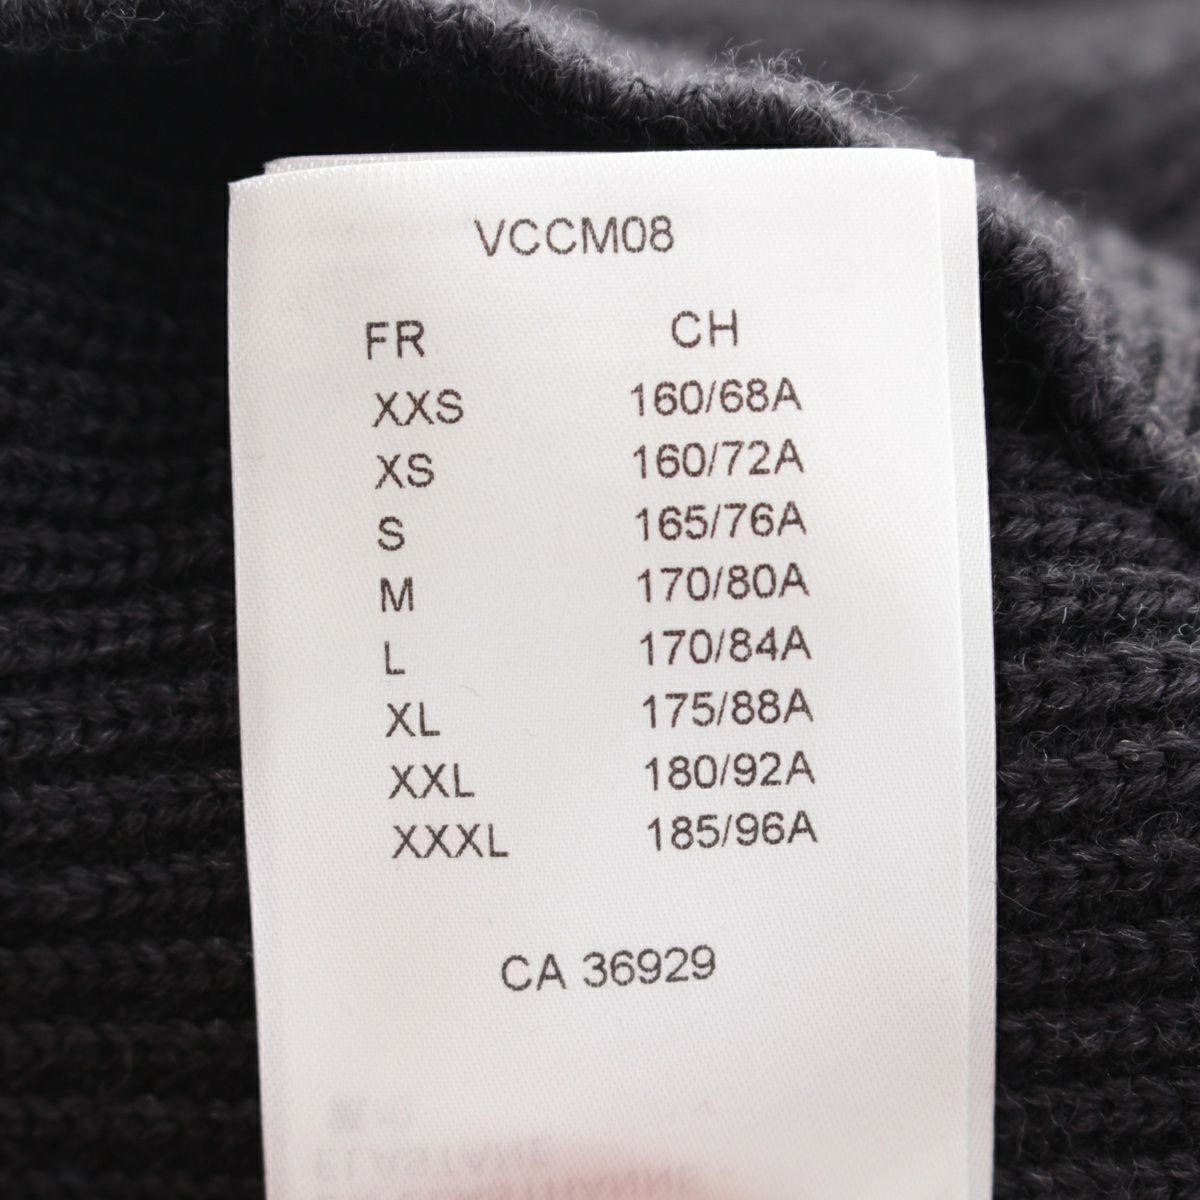 VCCM08
FR CH
XXS 160/68A
XS 160/72A
S 165/76A
M 170/80A
L 170/84A
XL 175/88A
XXL 180/92A
XXXL 185/96A
CA 36929
ELASTANE